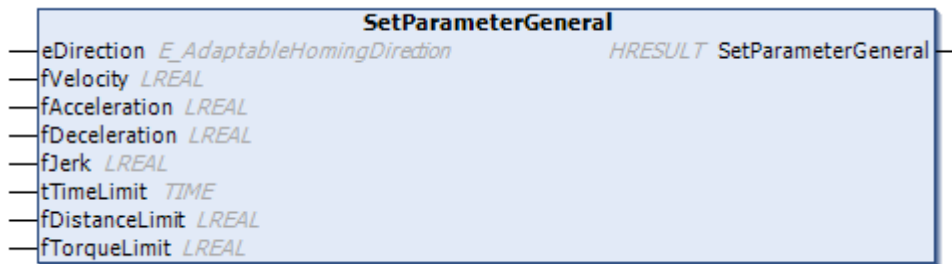 SetParameterGeneral
eDirection E_AdaptableHomingDirection HRESULT SetParameterGeneral
fVelocity LREAL
fAcceleration LREAL
fDeceleration LREAL
fJerk LREAL
tTimeLimit TIME
fDistanceLimit LREAL
fTorqueLimit LREAL